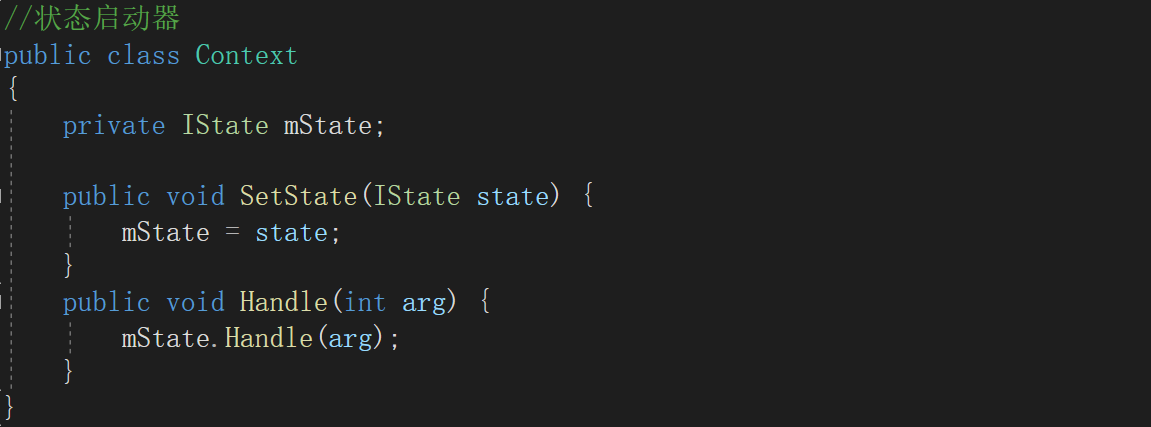 //状态启动器
public class Context
{
    private IState mState;

    public void SetState(IState state) {
        mState = state;
    }
    public void Handle(int arg) {
        mState.Handle(arg);
    }
}